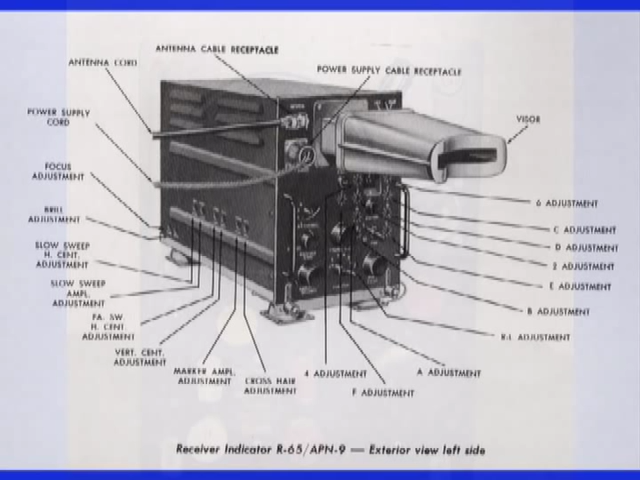 ANTENNA CABLE RECEPTACLE
ANTENNA CORD
POWER SUPPLY CABLE RECEPTACLE
POWER SUPPLY
CORD
VISOR
FOCUS
ADJUSTMENT
BRILL
ADJUSTMENT
SLOW SWEEP
H. CENT.
ADJUSTMENT
SLOW SWEEP
AMPL.
ADJUSTMENT
FA. SW
H. CENT
ADJUSTMENT
VERT. CENT.
ADJUSTMENT
MARKER AMPL.
ADJUSTMENT
CROSS HAIR
ADJUSTMENT
4 ADJUSTMENT
F ADJUSTMENT
A ADJUSTMENT
ADJUSTMENT
B ADJUSTMENT
E ADJUSTMENT
2 ADJUSTMENT
D ADJUSTMENT
C ADJUSTMENT
ADJUSTMENT
Receiver Indicator R-65/APN-9 — Exterior view left side